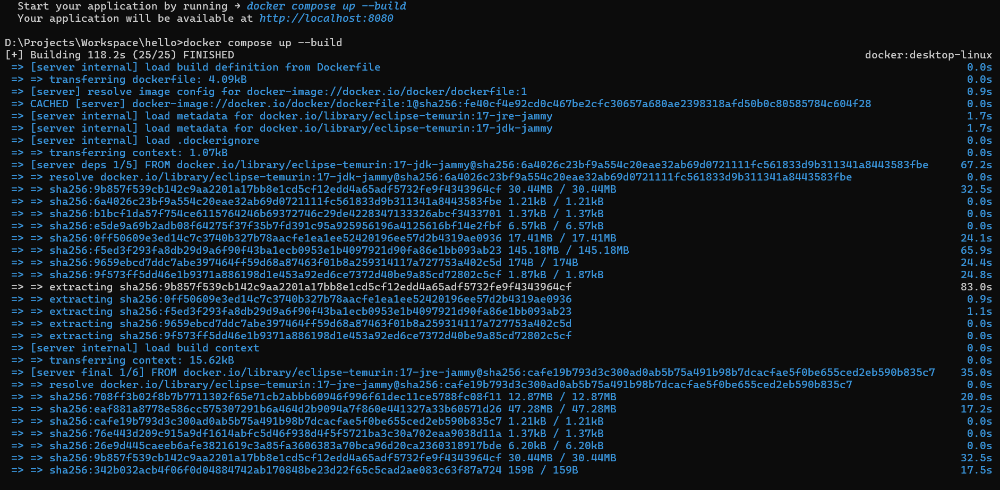 Start your application by running → docker compose up --build
Your application will be available at http://localhost:8080
D:\Projects\Workspace\hello>docker compose up --build
[+] Building 118.2s (25/25) FINISHED docker:desktop-linux
=> [server internal] load build definition from Dockerfile 0.0s
=> => transferring dockerfile: 4.09kB 0.0s
=> [server] resolve image config for docker-image://docker.io/docker/dockerfile:1 0.9s
=> CACHED [server] docker-image://docker.io/docker/dockerfile:1@sha256:fe40cf4e92cd0c467be2cfc30657a680ae2398318afd50b0c80585784c604f28 0.0s
=> [server internal] load metadata for docker.io/library/eclipse-temurin:17-jre-jammy 1.7s
=> [server internal] load metadata for docker.io/library/eclipse-temurin:17-jdk-jammy 1.7s
=> [server internal] load .dockerignore 0.0s
=> => transferring context: 1.07kB 0.0s
=> [server deps 1/5] FROM docker.io/library/eclipse-temurin:17-jdk-jammy@sha256:6a4026c23bf9a554c20eae32ab69d0721111fc561833d9b311341a8443583fbe 67.2s
=> => resolve docker.io/library/eclipse-temurin:17-jdk-jammy@sha256:6a4026c23bf9a554c20eae32ab69d0721111fc561833d9b311341a8443583fbe 0.0s
=> => sha256:9b857f539cb142c9aa2201a17bb8e1cd5cf12edd4a65adf5732fe9f4343964cf 30.44MB / 30.44MB 32.5s
=> => sha256:6a4026c23bf9a554c20eae32ab69d0721111fc561833d9b311341a8443583fbe 1.21kB / 1.21kB 0.0s
=> => sha256:b1bcf1da57f754ce6115764246b69372746c29de4228347133326abcf3433701 1.37kB / 1.37kB 0.0s
=> => sha256:e5de9a69b2adb08f64275f37f35b7fd391c95a925956196a4125616bf14e2fbf 6.57kB / 6.57kB 0.0s
=> => sha256:0ff50609e3ed14c7c3740b327b78aacfe1ea1ee52420196ee57d2b4319ae0936 17.41MB / 17.41MB 24.1s
=> => sha256:f5ed3f293fa8db29d9a6f90f43ba1ecb0953e1b4097921d90fa86e1bb093ab23 145.18MB / 145.18MB 65.9s
=> => sha256:9659ebcd7ddc7abe397464ff59d68a87463f01b8a259314117a727753a402c5d 174B / 174B 24.4s
=> => sha256:9f573ff5dd46e1b9371a886198d1e453a92ed6ce7372d40be9a85cd72802c5cf 1.87kB / 1.87kB 24.8s
=> => extracting sha256:9b857f539cb142c9aa2201a17bb8e1cd5cf12edd4a65adf5732fe9f4343964cf 83.0s
=> => extracting sha256:0ff50609e3ed14c7c3740b327b78aacfe1ea1ee52420196ee57d2b4319ae0936 0.9s
=> => extracting sha256:f5ed3f293fa8db29d9a6f90f43ba1ecb0953e1b4097921d90fa86e1bb093ab23 1.1s
=> => extracting sha256:9659ebcd7ddc7abe397464ff59d68a87463f01b8a259314117a727753a402c5d 0.0s
=> => extracting sha256:9f573ff5dd46e1b9371a886198d1e453a92ed6ce7372d40be9a85cd72802c5cf 0.0s
=> [server internal] load build context 0.0s
=> => transferring context: 15.62kB 0.0s
=> [server final 1/6] FROM docker.io/library/eclipse-temurin:17-jre-jammy@sha256:cafe19b793d3c300ad0ab5b75a491b98b7dcacfae5f0be655ced2eb590b835c7 35.0s
=> => resolve docker.io/library/eclipse-temurin:17-jre-jammy@sha256:cafe19b793d3c300ad0ab5b75a491b98b7dcacfae5f0be655ced2eb590b835c7 0.0s
=> => sha256:708ff3b02f8b7b7711302f65e71cb2abbb60946f996f61dec11ce5788fc08f11 12.87MB / 12.87MB 20.0s
=> => sha256:eaf881a8778e586cc575307291b6a464d2b9094a7f860e441327a33b60571d26 47.28MB / 47.28MB 17.2s
=> => sha256:cafe19b793d3c300ad0ab5b75a491b98b7dcacfae5f0be655ced2eb590b835c7 1.21kB / 1.21kB 0.0s
=> => sha256:76e443d209c915a9df1614abfc5d46f938d4f5f5721ba3c30a702eaa9038d11a 1.37kB / 1.37kB 0.0s
=> => sha256:26e9d445caeeb6afe3821619c3a85fa3606383a70bca96d20ca2360318917bde 6.20kB / 6.20kB 0.0s
=> => sha256:9b857f539cb142c9aa2201a17bb8e1cd5cf12edd4a65adf5732fe9f4343964cf 30.44MB / 30.44MB 32.5s
=> => sha256:342b032acb4f06f0d04884742ab170848be23d22f65c5cad2ae083c63f87a724 159B / 159B 17.5s